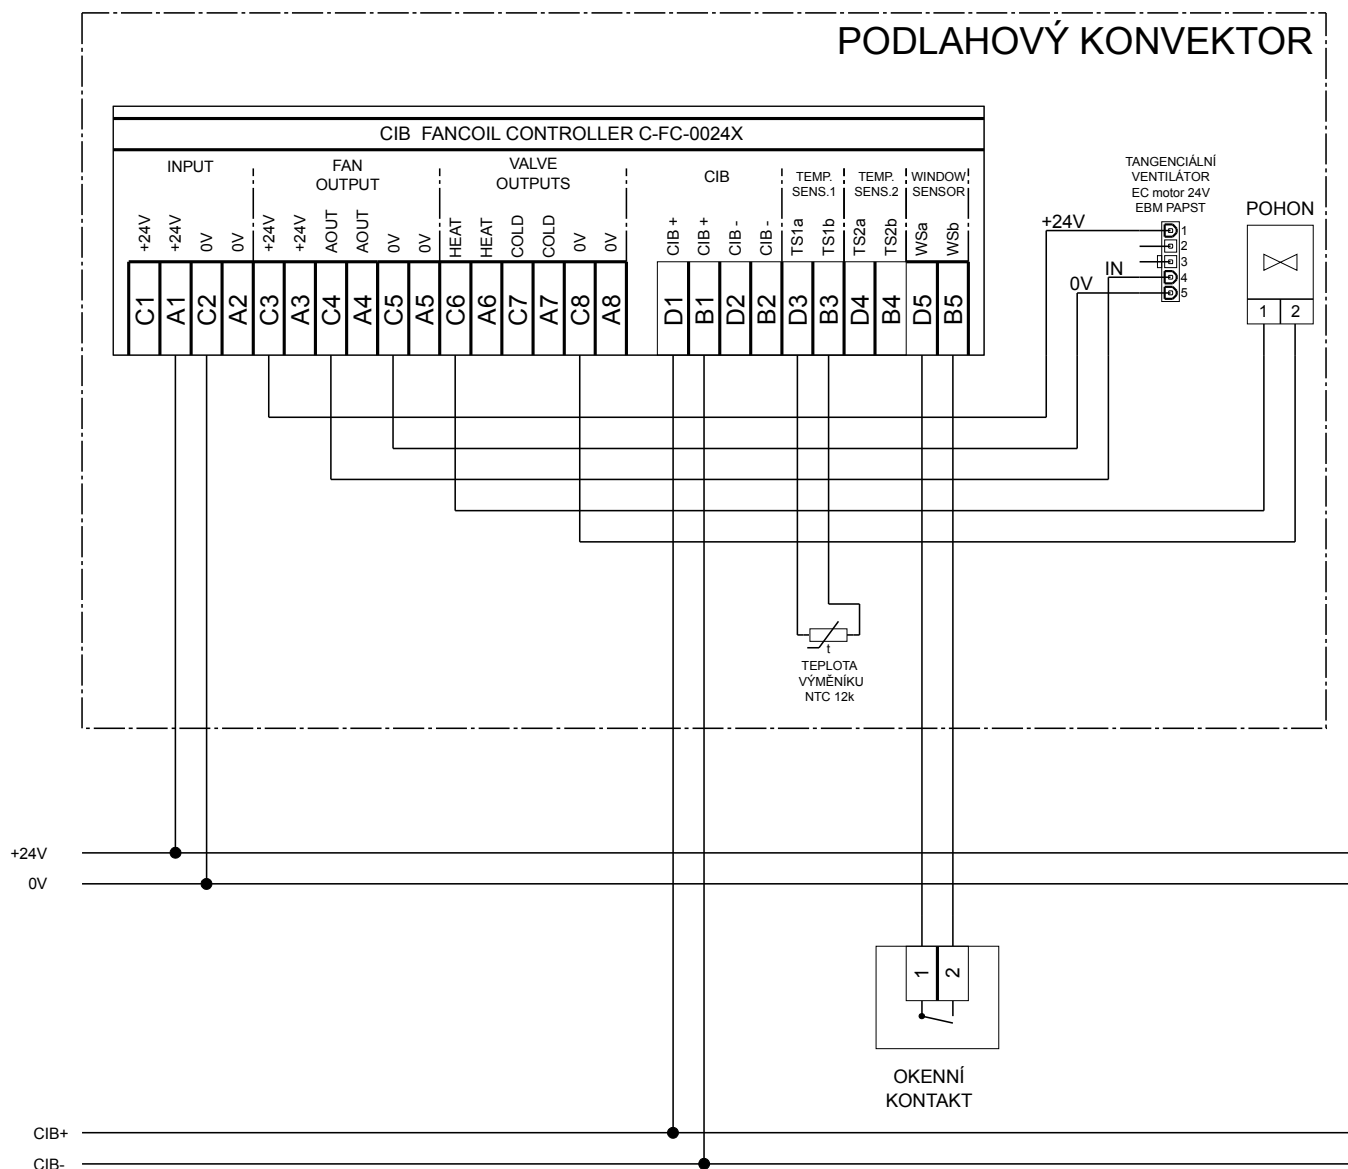 PODLAHOVÝ KONVEKTOR
CIB FANCOIL CONTROLLER C-FC-0024X
INPUT
FAN
OUTPUT
VALVE
OUTPUTS
CIB
TEMP.
SENS.1
TEMP.
SENS.2
WINDOW
SENSOR
+24V
+24V
0V
0V
+24V
+24V
AOUT
AOUT
0V
0V
HEAT
HEAT
COLD
COLD
0V
0V
CIB +
CIB +
CIB -
CIB -
TS1a
TS1b
TS2a
TS2b
WSa
WSb
C1
A1
C2
A2
C3
A3
C4
A4
C5
A5
C6
A6
C7
A7
C8
A8
D1
B1
D2
B2
D3
B3
D4
B4
D5
B5
TANGENCIÁLNÍ
VENTILÁTOR
EC motor 24V
EBM PAPST
+24V
IN
0V
1
2
3
4
5
POHON
1 2
t
TEPLOTA
VÝMĚNÍKU
NTC 12k
+24V
0V
1
2
OKENNÍ
KONTAKT
CIB+
CIB-